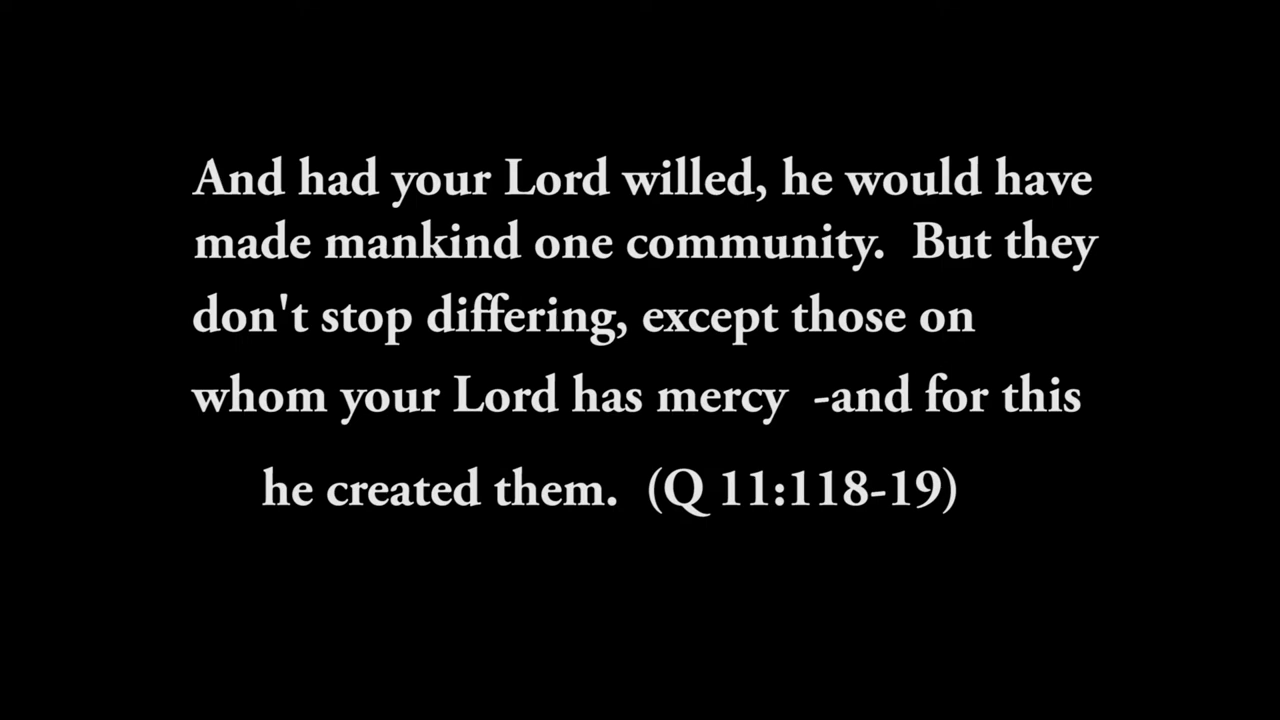 And had your Lord willed, he would have
made mankind one community.  But they
don't stop differing, except those on
whom your Lord has mercy  -and for this
he created them.  (Q 11:118-19)